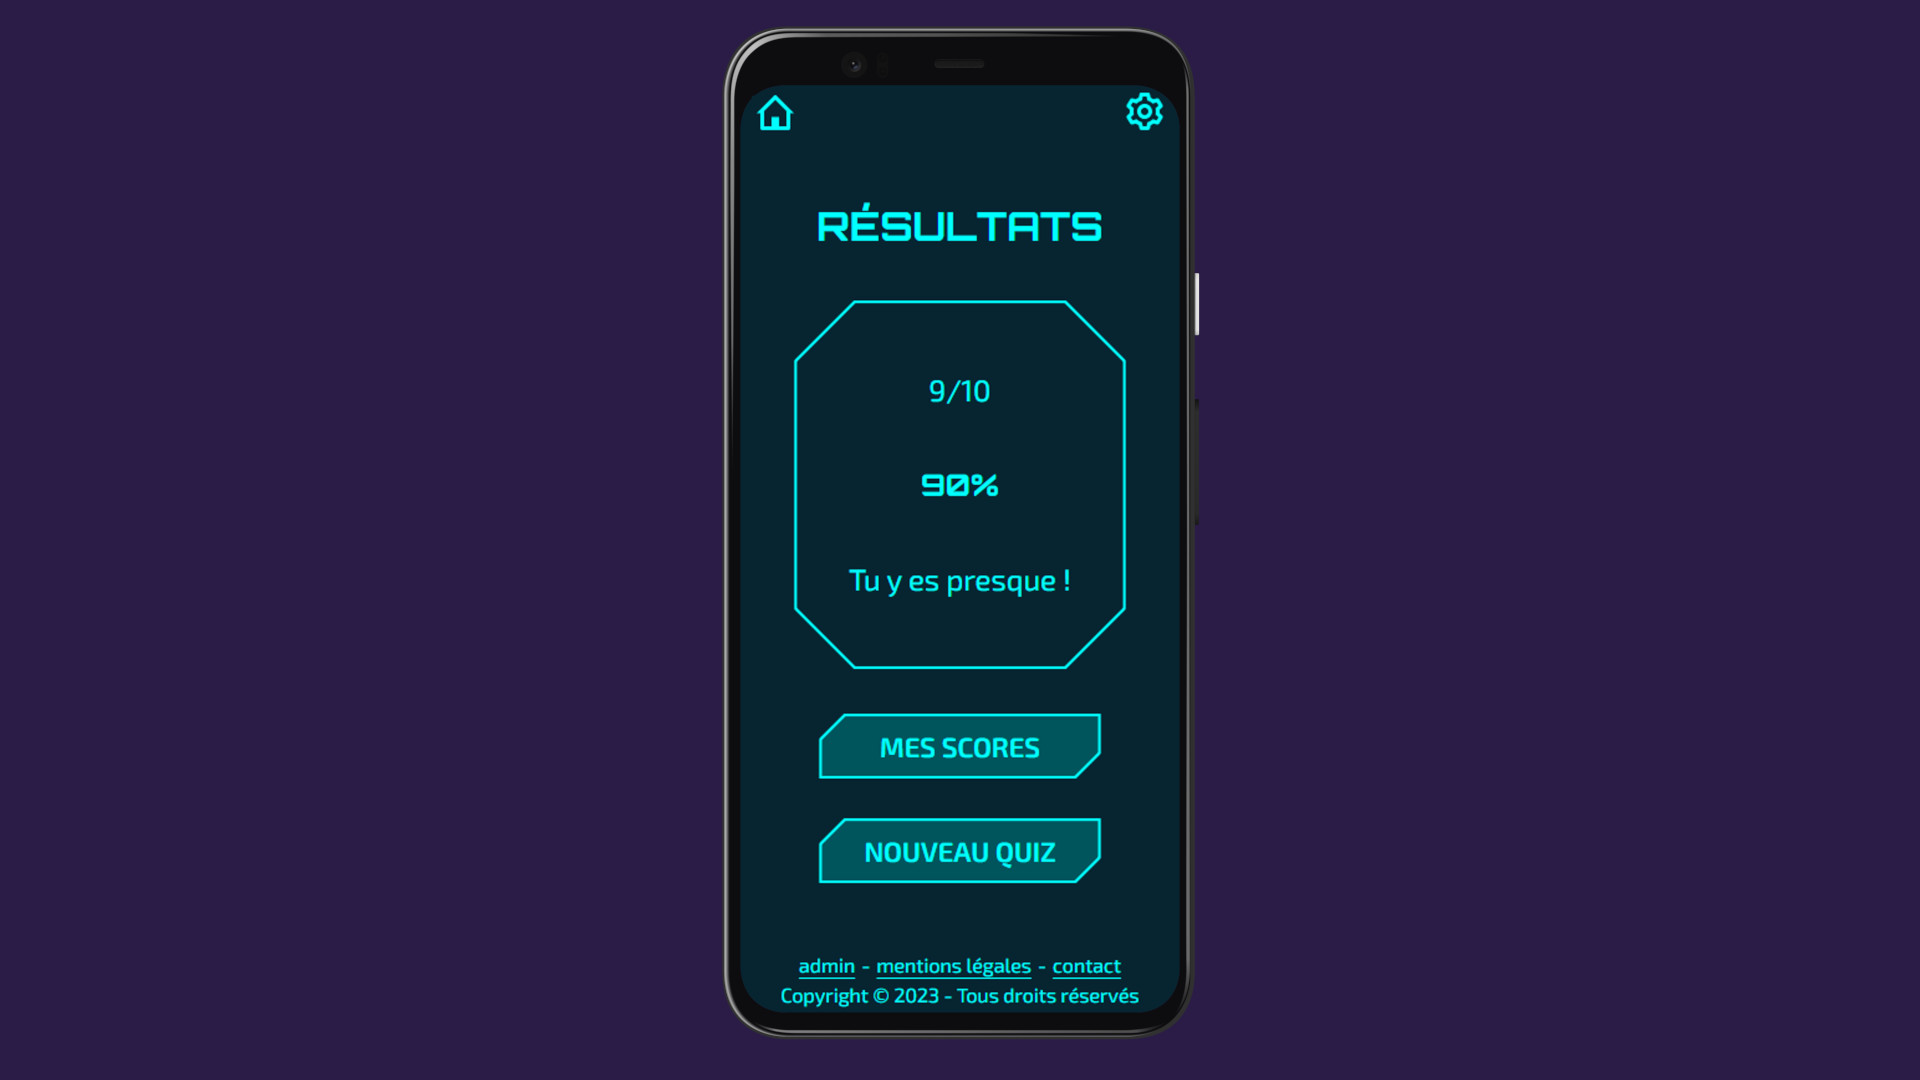 RÉSULTATS
9/10
90%
Tu y es presque !
MES SCORES
NOUVEAU QUIZ
admin - mentions légales - contact
Copyright © 2023 - Tous droits réservés